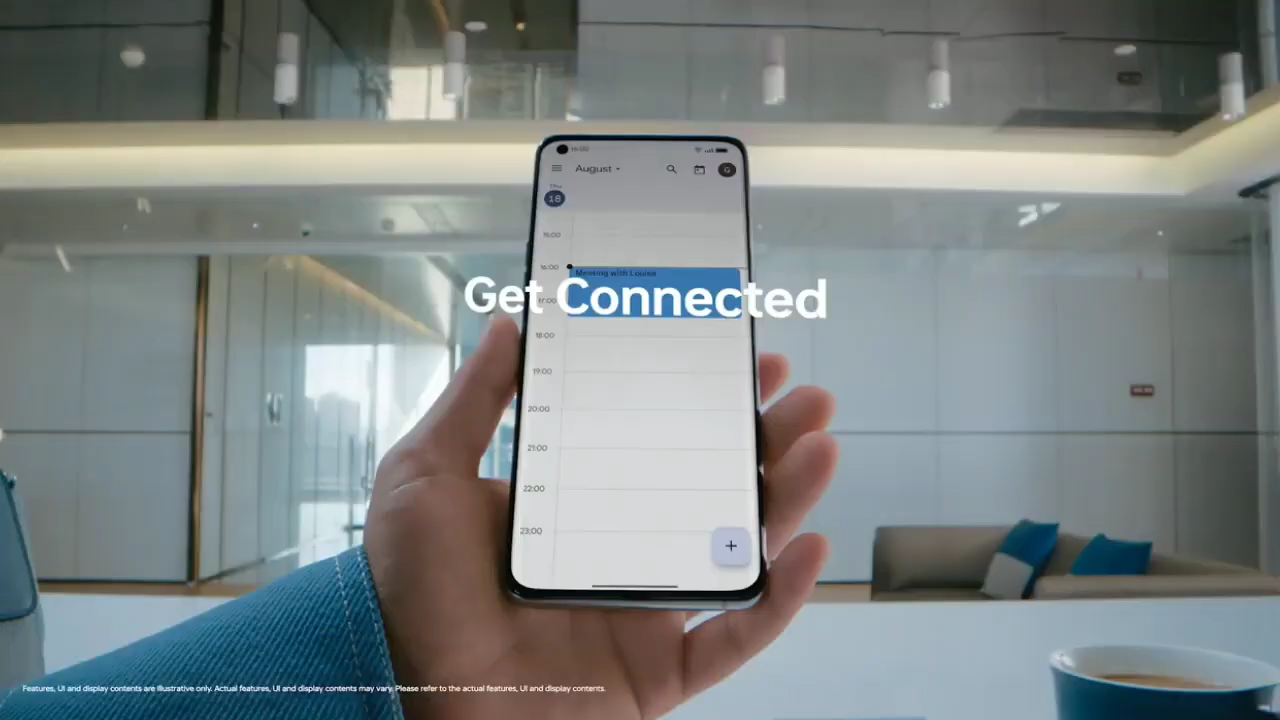 16:00
August
G
Thu
18
15:00
16:00
Meeting with Louise
Get Connected
17:00
18:00
19:00
20:00
21:00
22:00
23:00
+
Features, UI and display contents are illustrative only. Actual features, UI and display contents may vary. Please refer to the actual features, UI and display contents.